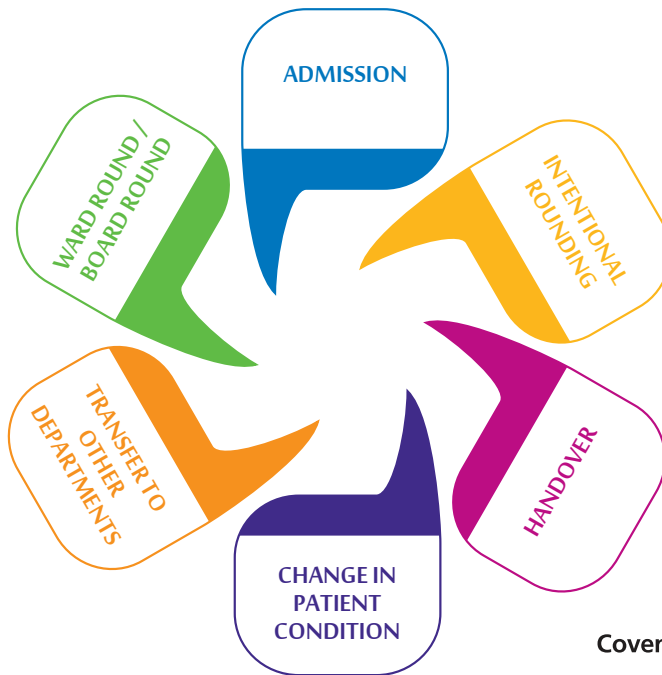 ADMISSION
INTENTIONAL
ROUNDING
HANDOVER
CHANGE IN
PATIENT
CONDITION
TRANSFER TO
OTHER
DEPARTMENTS
WARD ROUND /
BOARD ROUND
Cover